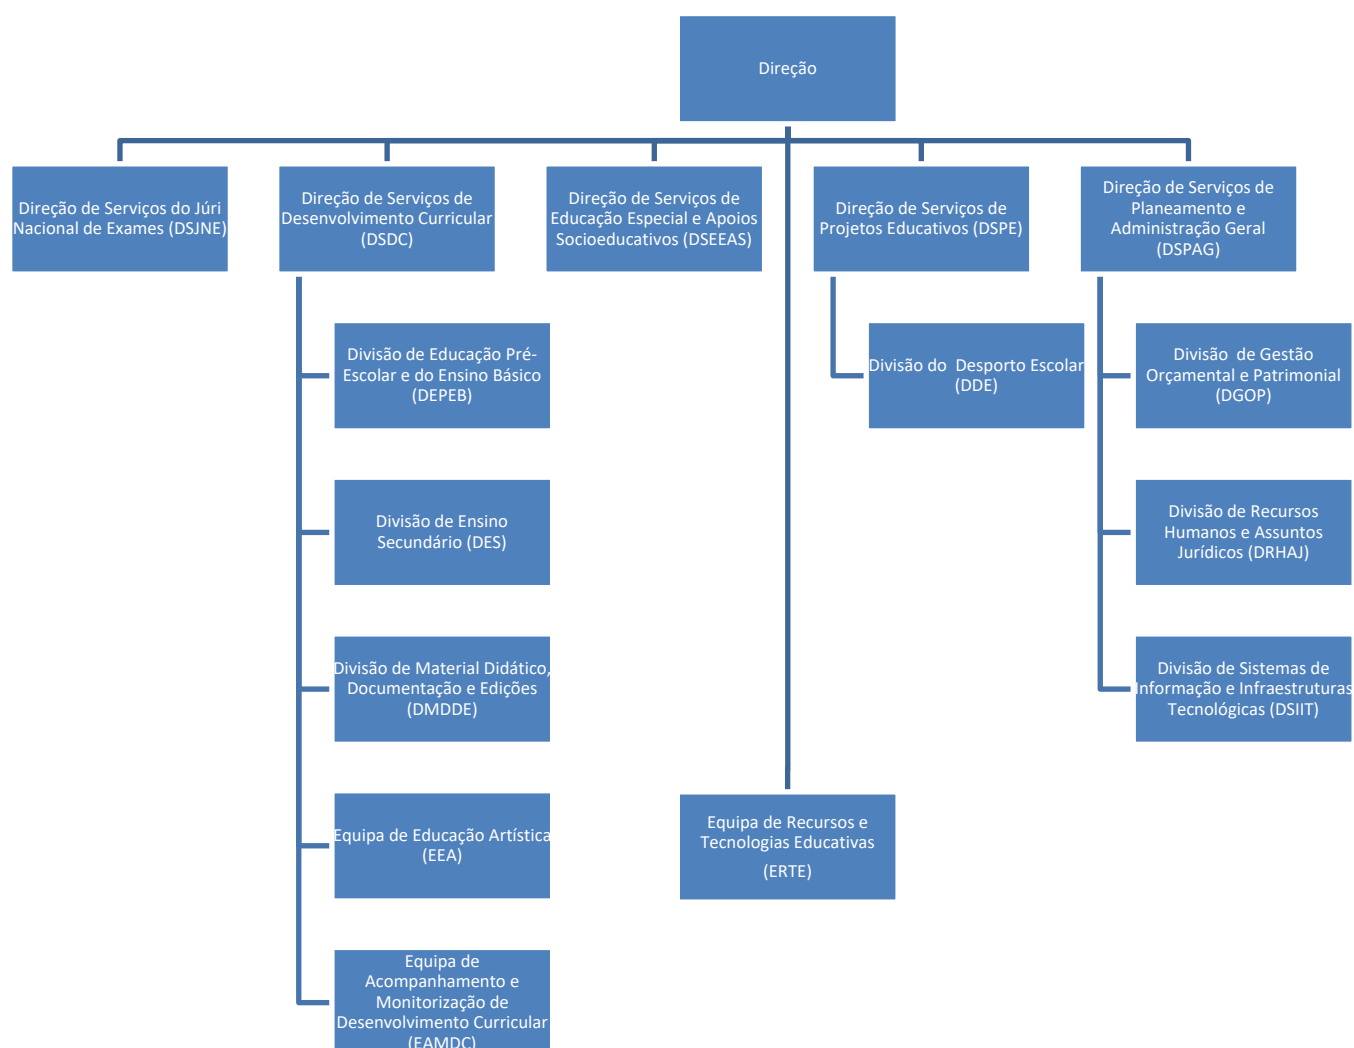 Direção
Direção de Serviços do Júri
Nacional de Exames (DSJNE)
Direção de Serviços de
Desenvolvimento Curricular
(DSDC)
Direção de Serviços de
Educação Especial e Apoios
Socioeducativos (DSEEAS)
Direção de Serviços de
Projetos Educativos (DSPE)
Direção de Serviços de
Planeamento e
Administração Geral
(DSPAG)
Divisão de Educação Pré-
Escolar e do Ensino Básico
(DEPEB)
Divisão do  Desporto Escolar
(DDE)
Divisão  de Gestão
Orçamental e Patrimonial
(DGOP)
Divisão de Ensino
Secundário (DES)
Divisão de Recursos
Humanos e Assuntos
Jurídicos (DRHAJ)
Divisão de Material Didático,
Documentação e Edições
(DMDDE)
Divisão de Sistemas de
Informação e Infraestruturas
Tecnológicas (DSIIT)
Equipa de Educação Artística
(EEA)
Equipa de Recursos e
Tecnologias Educativas
(ERTE)
Equipa de
Acompanhamento e
Monitorização de
Desenvolvimento Curricular
(EAMDC)